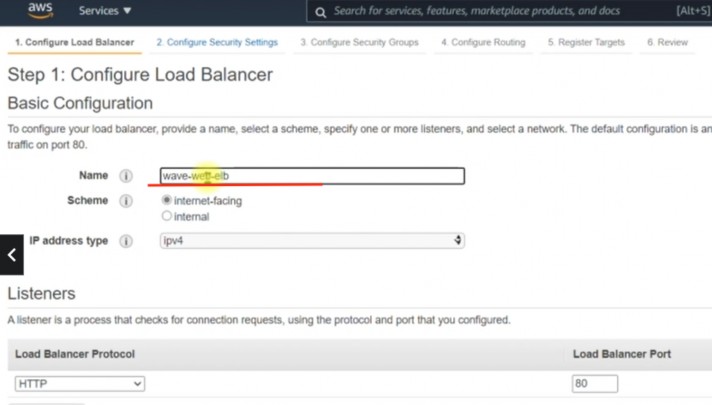 aws Services Search for services, features, marketplace products, and docs [Alt+S]
1. Configure Load Balancer 2. Configure Security Settings 3. Configure Security Groups 4. Configure Routing 5. Register Targets 6. Review
Step 1: Configure Load Balancer
Basic Configuration
To configure your load balancer, provide a name, select a scheme, specify one or more listeners, and select a network. The default configuration is an
traffic on port 80.
Name i
Scheme i internet-facing
internal
IP address type i ipv4
Listeners
A listener is a process that checks for connection requests, using the protocol and port that you configured.
Load Balancer Protocol Load Balancer Port
HTTP 80